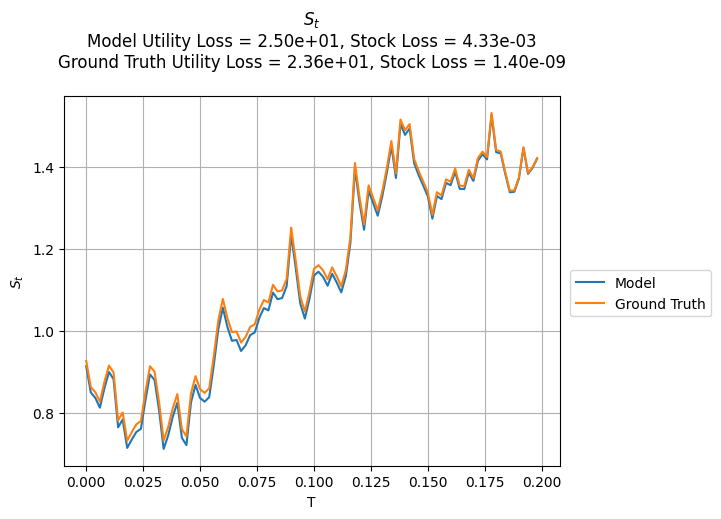 S_t
Model Utility Loss = 2.50e+01, Stock Loss = 4.33e-03
Ground Truth Utility Loss = 2.36e+01, Stock Loss = 1.40e-09
1.4
1.2
1.0
0.8
S_t
0.000 0.025 0.050 0.075 0.100 0.125 0.150 0.175 0.200
T
Model
Ground Truth